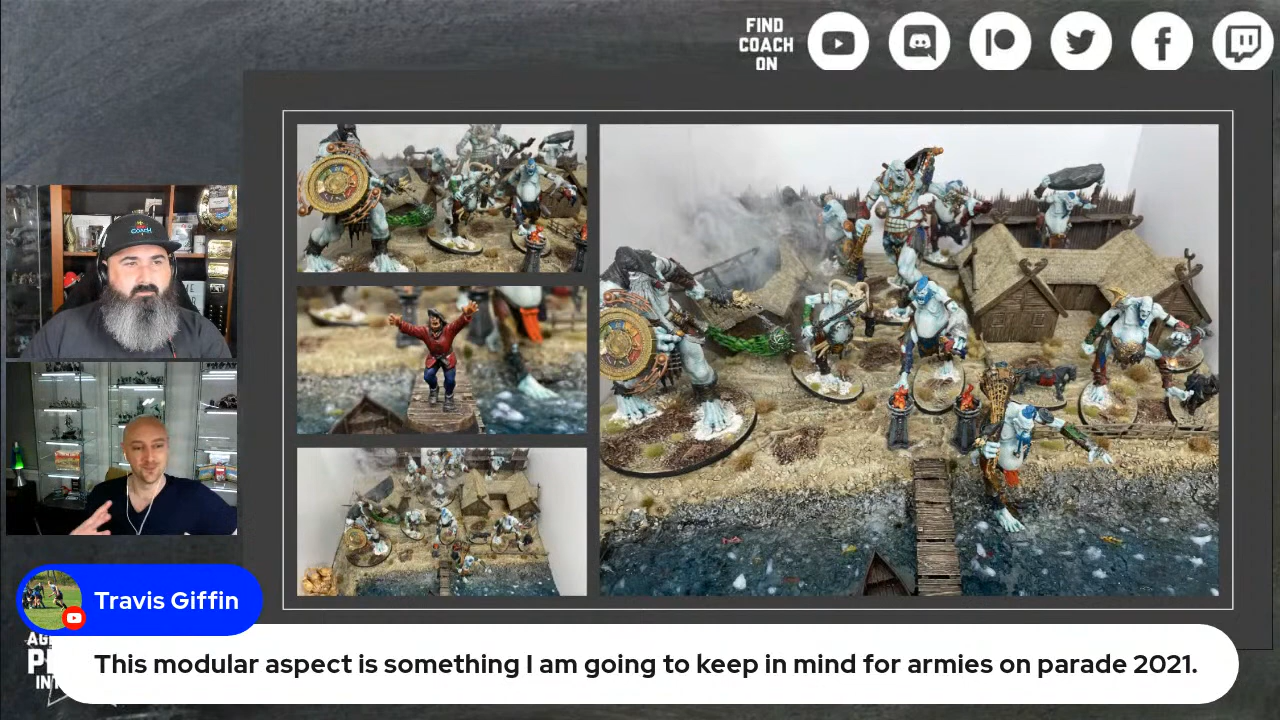 FIND
COACH
ON
COACH
Travis Giffin
This modular aspect is something I am going to keep in mind for armies on parade 2021.